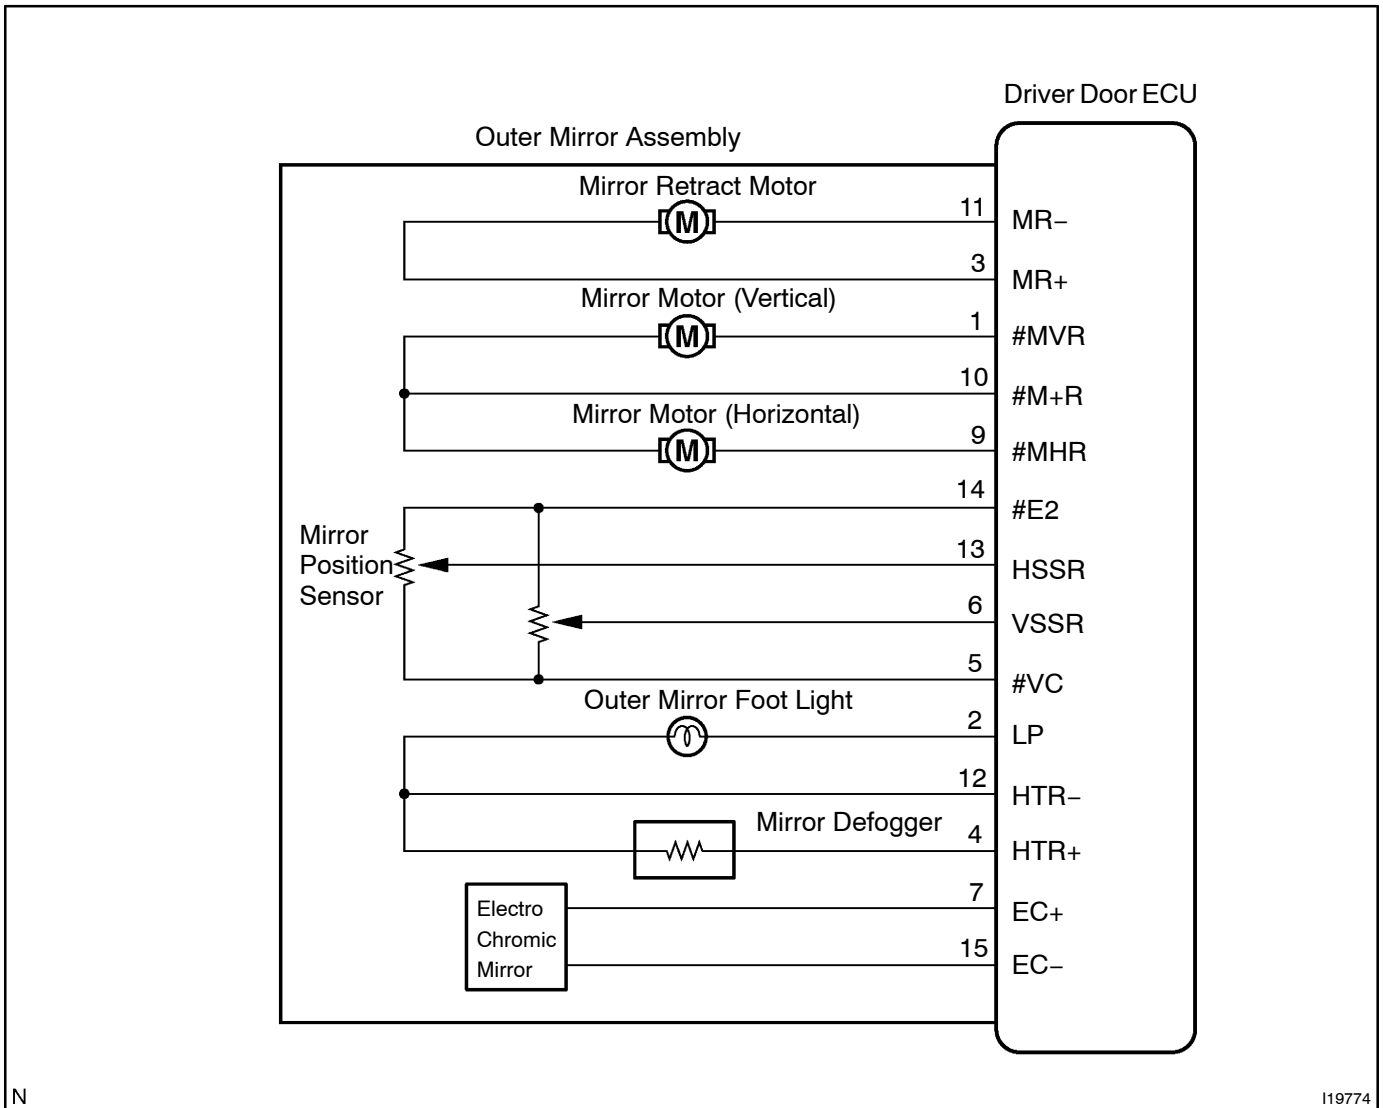 Driver Door ECU
Outer Mirror Assembly
Mirror Retract Motor
M
11
MR−
3
MR+
Mirror Motor (Vertical)
M
1
#MVR
10
#M+R
Mirror Motor (Horizontal)
M
9
#MHR
14
#E2
Mirror
Position
Sensor
13
HSSR
6
VSSR
5
#VC
Outer Mirror Foot Light
2
LP
12
HTR−
Mirror Defogger
4
HTR+
Electro
Chromic
Mirror
7
EC+
15
EC−
N
I19774